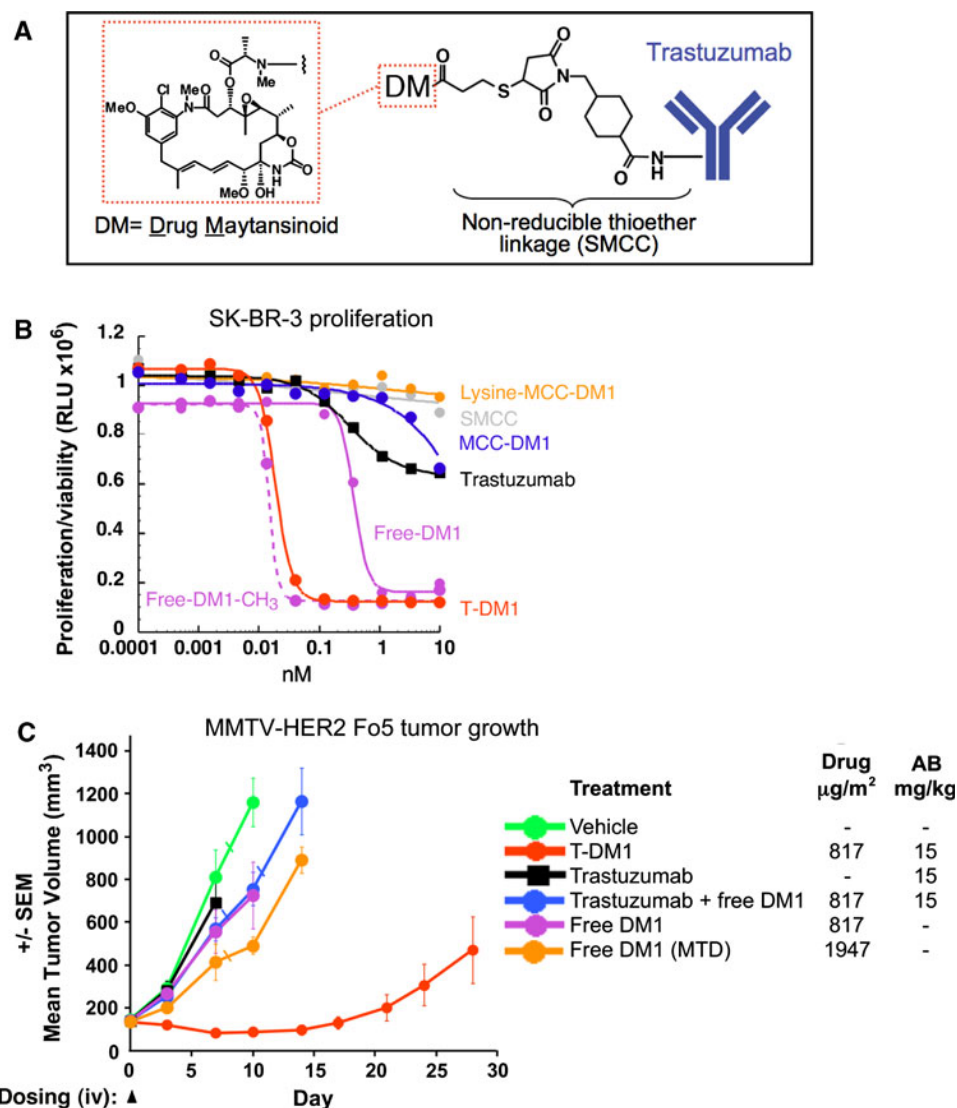 A
Trastuzumab
DM
O
S
O
N
O
O
NH
O
N
Me
O
Cl
Me
N
O
O
MeO
O
O
N
H
O
MeO
OH
DM= Drug Maytansinoid
Non-reducible thioether
linkage (SMCC)
B
SK-BR-3 proliferation
Proliferation/viability (RLU x10⁶)
1.2
1
0.8
0.6
0.4
0.2
0
0.0001
0.001
0.01
0.1
1
10
nM
Lysine-MCC-DM1
SMCC
MCC-DM1
Trastuzumab
Free-DM1
Free-DM1-CH₃
T-DM1
C
MMTV-HER2 Fo5 tumor growth
+/- SEM
Mean Tumor Volume (mm³)
1400
1200
1000
800
600
400
200
0
0
5
10
15
20
25
30
Dosing (iv):
Day
Treatment
Drug
µg/m²
AB
mg/kg
Vehicle - -
T-DM1 817 15
Trastuzumab - 15
Trastuzumab + free DM1 817 15
Free DM1 817 -
Free DM1 (MTD) 1947 -